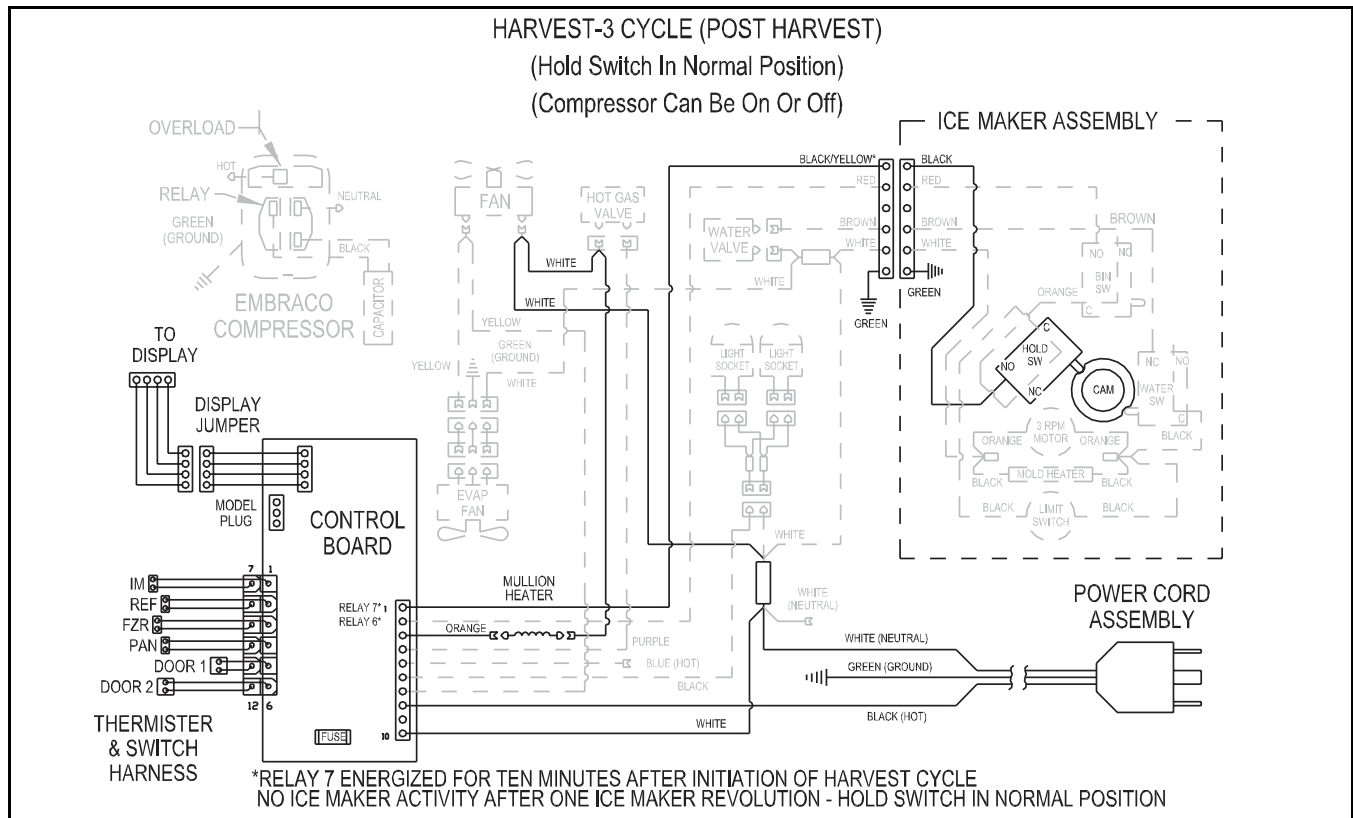 HARVEST-3 CYCLE (POST HARVEST)
(Hold Switch In Normal Position)
(Compressor Can Be On Or Off)
OVERLOAD
HOT
RELAY
NEUTRAL
GREEN
(GROUND)
BLACK
CAPACITOR
EMBRACO
COMPRESSOR
FAN
HOT GAS
VALVE
WHITE
WHITE
YELLOW
GREEN
(GROUND)
YELLOW
WHITE
EVAP
FAN
WATER
VALVE
WHITE
BLACK/YELLOW*
RED
BROWN
WHITE
GREEN
ICE MAKER ASSEMBLY
BLACK
RED
BROWN
WHITE
GREEN
BROWN
NO
NC
BIN
SW
C
ORANGE
C
HOLD
SW
NO
NC
CAM
NC
NO
WATER
SW
C
BLACK
3 RPM
MOTOR
ORANGE
ORANGE
MOLD HEATER
BLACK
BLACK
BLACK
LIMIT
SWITCH
BLACK
LIGHT
SOCKET
LIGHT
SOCKET
WHITE
WHITE
(NEUTRAL)
TO
DISPLAY
DISPLAY
JUMPER
MODEL
PLUG
CONTROL
BOARD
7 1
IM
REF
FZR
PAN
DOOR 1
DOOR 2
12 6
THERMISTER
& SWITCH
HARNESS
RELAY 7* 1
RELAY 6*
FUSE
10
MULLION
HEATER
ORANGE
PURPLE
BLUE (HOT)
BLACK
WHITE
POWER CORD
ASSEMBLY
WHITE (NEUTRAL)
GREEN (GROUND)
BLACK (HOT)
*RELAY 7 ENERGIZED FOR TEN MINUTES AFTER INITIATION OF HARVEST CYCLE
NO ICE MAKER ACTIVITY AFTER ONE ICE MAKER REVOLUTION - HOLD SWITCH IN NORMAL POSITION